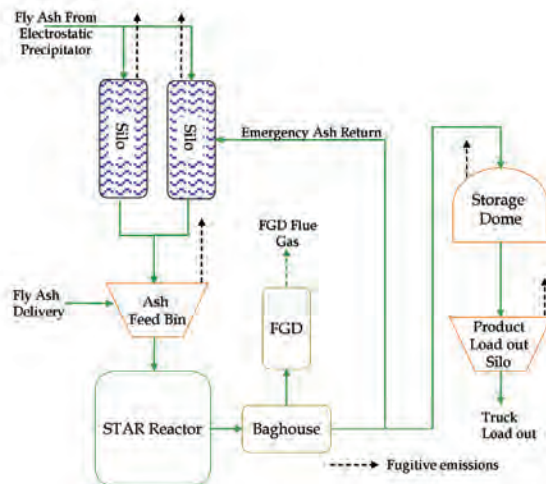 Fly Ash From
Electrostatic
Precipitator
Silo
Silo
Emergency Ash Return
Storage
Dome
FGD Flue
Gas
Fly Ash
Delivery
Ash
Feed Bin
FGD
Product
Load out
Silo
STAR Reactor
Baghouse
Truck
Load out
Fugitive emissions